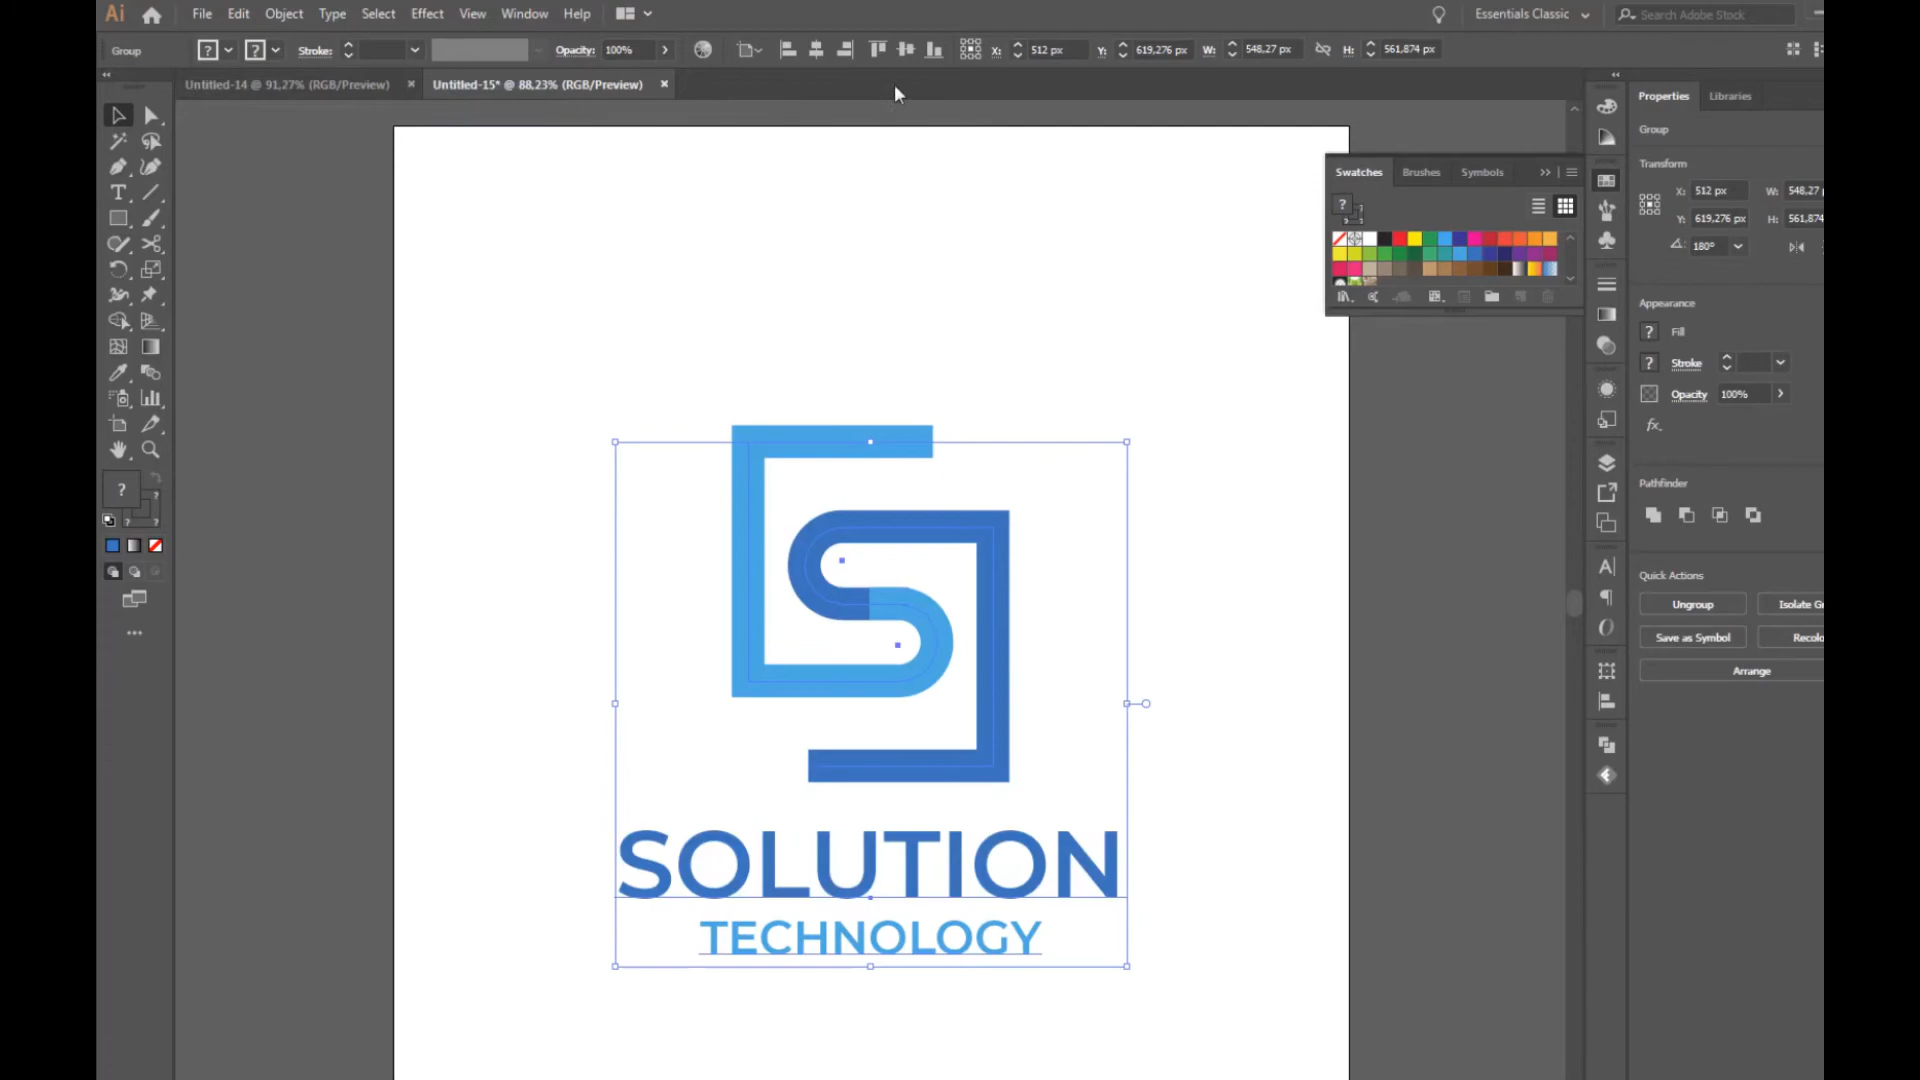 Ai File Edit Object Type Select Effect View Window Help Essentials Classic Search Adobe Stock
Group ? ? Stroke: Opacity: 100% X: 512 px Y: 619,276 px W: 548,27 px H: 561,874 px
Untitled-14 @ 91,27% (RGB/Preview) × Untitled-15* @ 88,23% (RGB/Preview) ×
Properties Libraries
Group
Transform
X: 512 px W: 548,27
Y: 619,276 px H: 561,874
180°
Appearance
? Fill
? Stroke
Opacity 100%
fx.
Pathfinder
Quick Actions
Ungroup Isolate Gr
Save as Symbol Recolo
Arrange
Swatches Brushes Symbols
?
?
SOLUTION
TECHNOLOGY